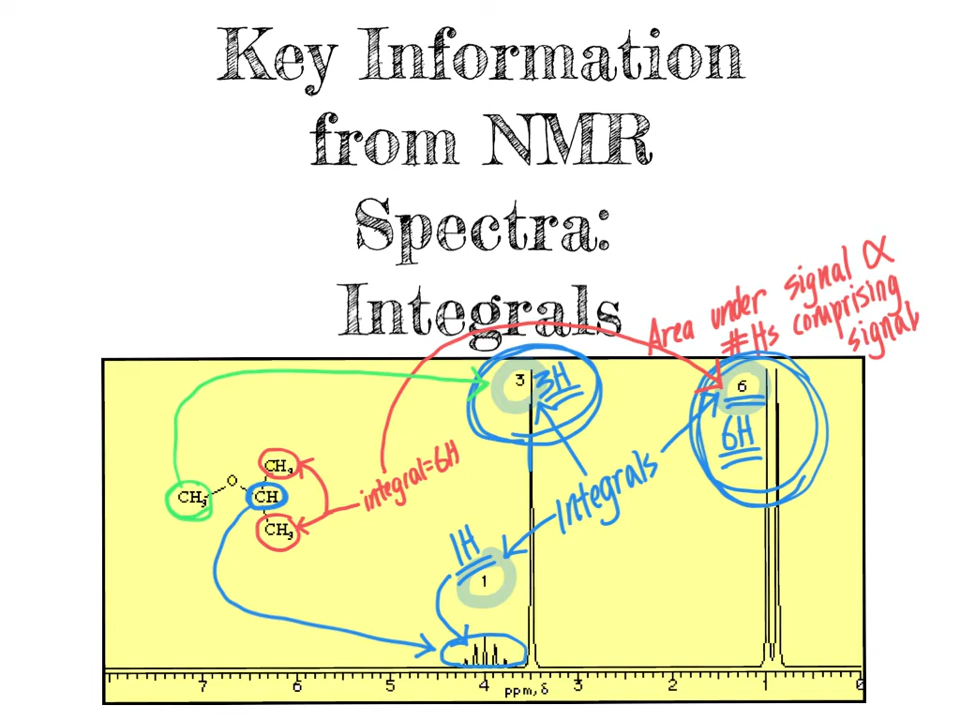 Key Information
from NMR
Spectra:
Integrals
Area under signal ∝
# Hs comprising
signal
3 3H
6
6H
CH3
O
CH3
CH
CH3
integral=6H
Integrals
1H
1
7 6 5 4 3 2 1 0
ppm, δ